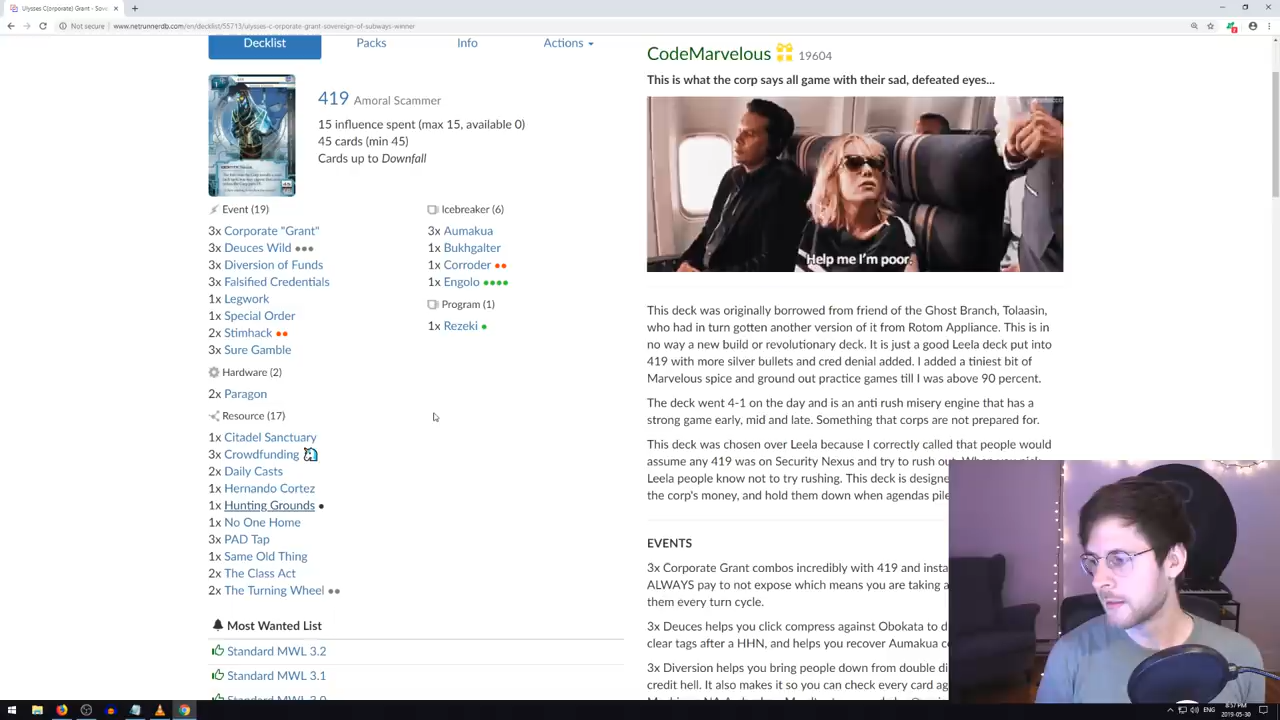 Ulysses C(orporate) Grant - Sove
Not secure | www.netrunnerdb.com/en/decklist/55713/ulysses-c-orporate-grant-sovereign-of-subways-winner
Decklist
Packs
Info
Actions
419 Amoral Scammer
15 influence spent (max 15, available 0)
45 cards (min 45)
Cards up to Downfall
Event (19)
3x Corporate "Grant"
3x Deuces Wild
3x Diversion of Funds
3x Falsified Credentials
1x Legwork
1x Special Order
2x Stimhack
3x Sure Gamble
Hardware (2)
2x Paragon
Resource (17)
1x Citadel Sanctuary
3x Crowdfunding
2x Daily Casts
1x Hernando Cortez
1x Hunting Grounds
1x No One Home
3x PAD Tap
1x Same Old Thing
2x The Class Act
2x The Turning Wheel
Icebreaker (6)
3x Aumakua
1x Bukhgalter
1x Corroder
1x Engolo
Program (1)
1x Rezeki
Most Wanted List
Standard MWL 3.2
Standard MWL 3.1
Standard MWL 3.0
CodeMarvelous 19604
This is what the corp says all game with their sad, defeated eyes...
Help me I'm poor.
This deck was originally borrowed from friend of the Ghost Branch, Tolaasin,
who had in turn gotten another version of it from Rotom Appliance. This is in
no way a new build or revolutionary deck. It is just a good Leela deck put into
419 with more silver bullets and cred denial added. I added a tiniest bit of
Marvelous spice and ground out practice games till I was above 90 percent.
The deck went 4-1 on the day and is an anti rush misery engine that has a
strong game early, mid and late. Something that corps are not prepared for.
This deck was chosen over Leela because I correctly called that people would
assume any 419 was on Security Nexus and try to rush out. When you pick
Leela people know not to try rushing. This deck is designe
the corp's money, and hold them down when agendas pile
EVENTS
3x Corporate Grant combos incredibly with 419 and insta
ALWAYS pay to not expose which means you are taking a
them every turn cycle.
3x Deuces helps you click compress against Obokata to d
clear tags after a HHN, and helps you recover Aumakua c
3x Diversion helps you bring people down from double di
credit hell. It also makes it so you can check every card ag
ENG
8:57 PM
2019-05-30